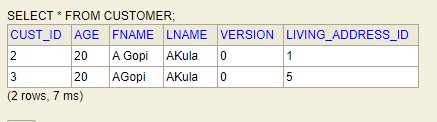 SELECT * FROM CUSTOMER;
CUST_ID AGE FNAME LNAME VERSION LIVING_ADDRESS_ID
2 20 A Gopi AKula 0 1
3 20 AGopi AKula 0 5
(2 rows, 7 ms)